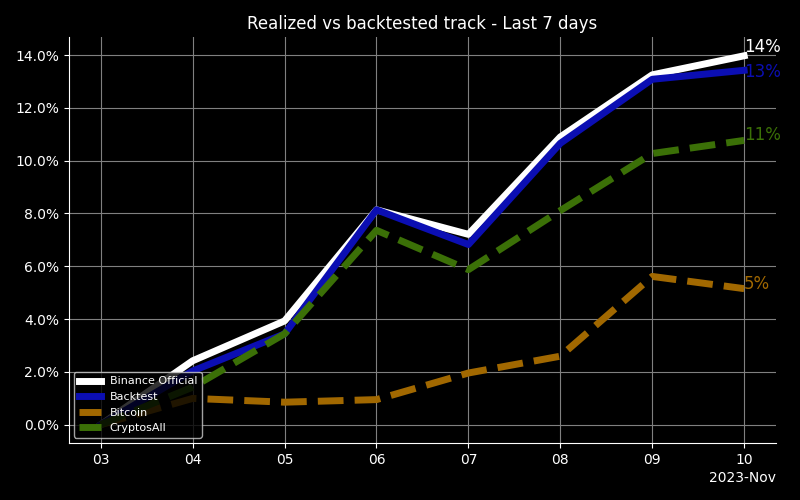 Realized vs backtested track - Last 7 days
14.0%
12.0%
10.0%
8.0%
6.0%
4.0%
2.0%
0.0%
14%
13%
11%
5%
Binance Official
Backtest
Bitcoin
CryptosAll
03 04 05 06 07 08 09 10
2023-Nov